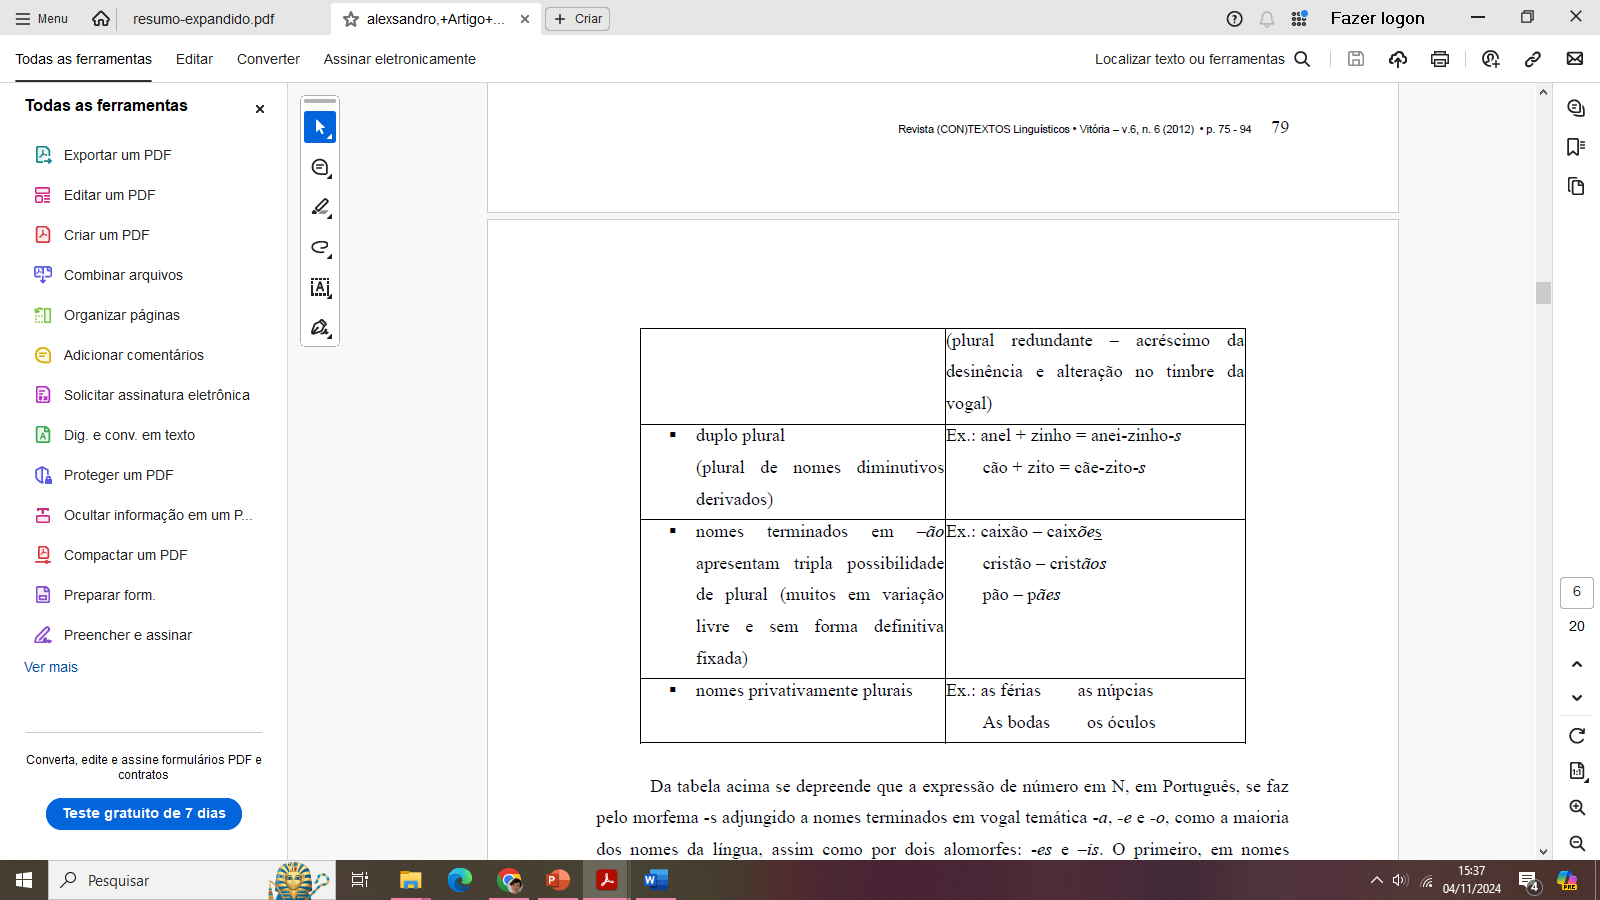 Menu
resumo-expandido.pdf
alexsandro,+Artigo+...
Criar
Fazer logon
Todas as ferramentas
Editar
Converter
Assinar eletronicamente
Localizar texto ou ferramentas
Todas as ferramentas
Exportar um PDF
Editar um PDF
Criar um PDF
Combinar arquivos
Organizar páginas
Adicionar comentários
Solicitar assinatura eletrônica
Dig. e conv. em texto
Proteger um PDF
Ocultar informação em um P...
Compactar um PDF
Preparar form.
Preencher e assinar
Ver mais
Converta, edite e assine formulários PDF e
contratos
Teste gratuito de 7 dias
Revista (CON)TEXTOS Linguísticos • Vitória – v.6, n. 6 (2012) • p. 75 - 94 79
(plural redundante – acréscimo da
desinência e alteração no timbre da
vogal)
▪ duplo plural
(plural de nomes diminutivos
derivados)
Ex.: anel + zinho = anei-zinho-s
cão + zito = cãe-zito-s
▪ nomes terminados em –ão
apresentam tripla possibilidade
de plural (muitos em variação
livre e sem forma definitiva
fixada)
Ex.: caixão – caixões
cristão – cristãos
pão – pães
▪ nomes privativamente plurais
Ex.: as férias as núpcias
As bodas os óculos
Da tabela acima se depreende que a expressão de número em N, em Português, se faz
pelo morfema -s adjungido a nomes terminados em vogal temática -a, -e e -o, como a maioria
dos nomes da língua, assim como por dois alomorfes: -es e –is. O primeiro, em nomes
6
20
1:1
Pesquisar
15:37
04/11/2024
4
PRE